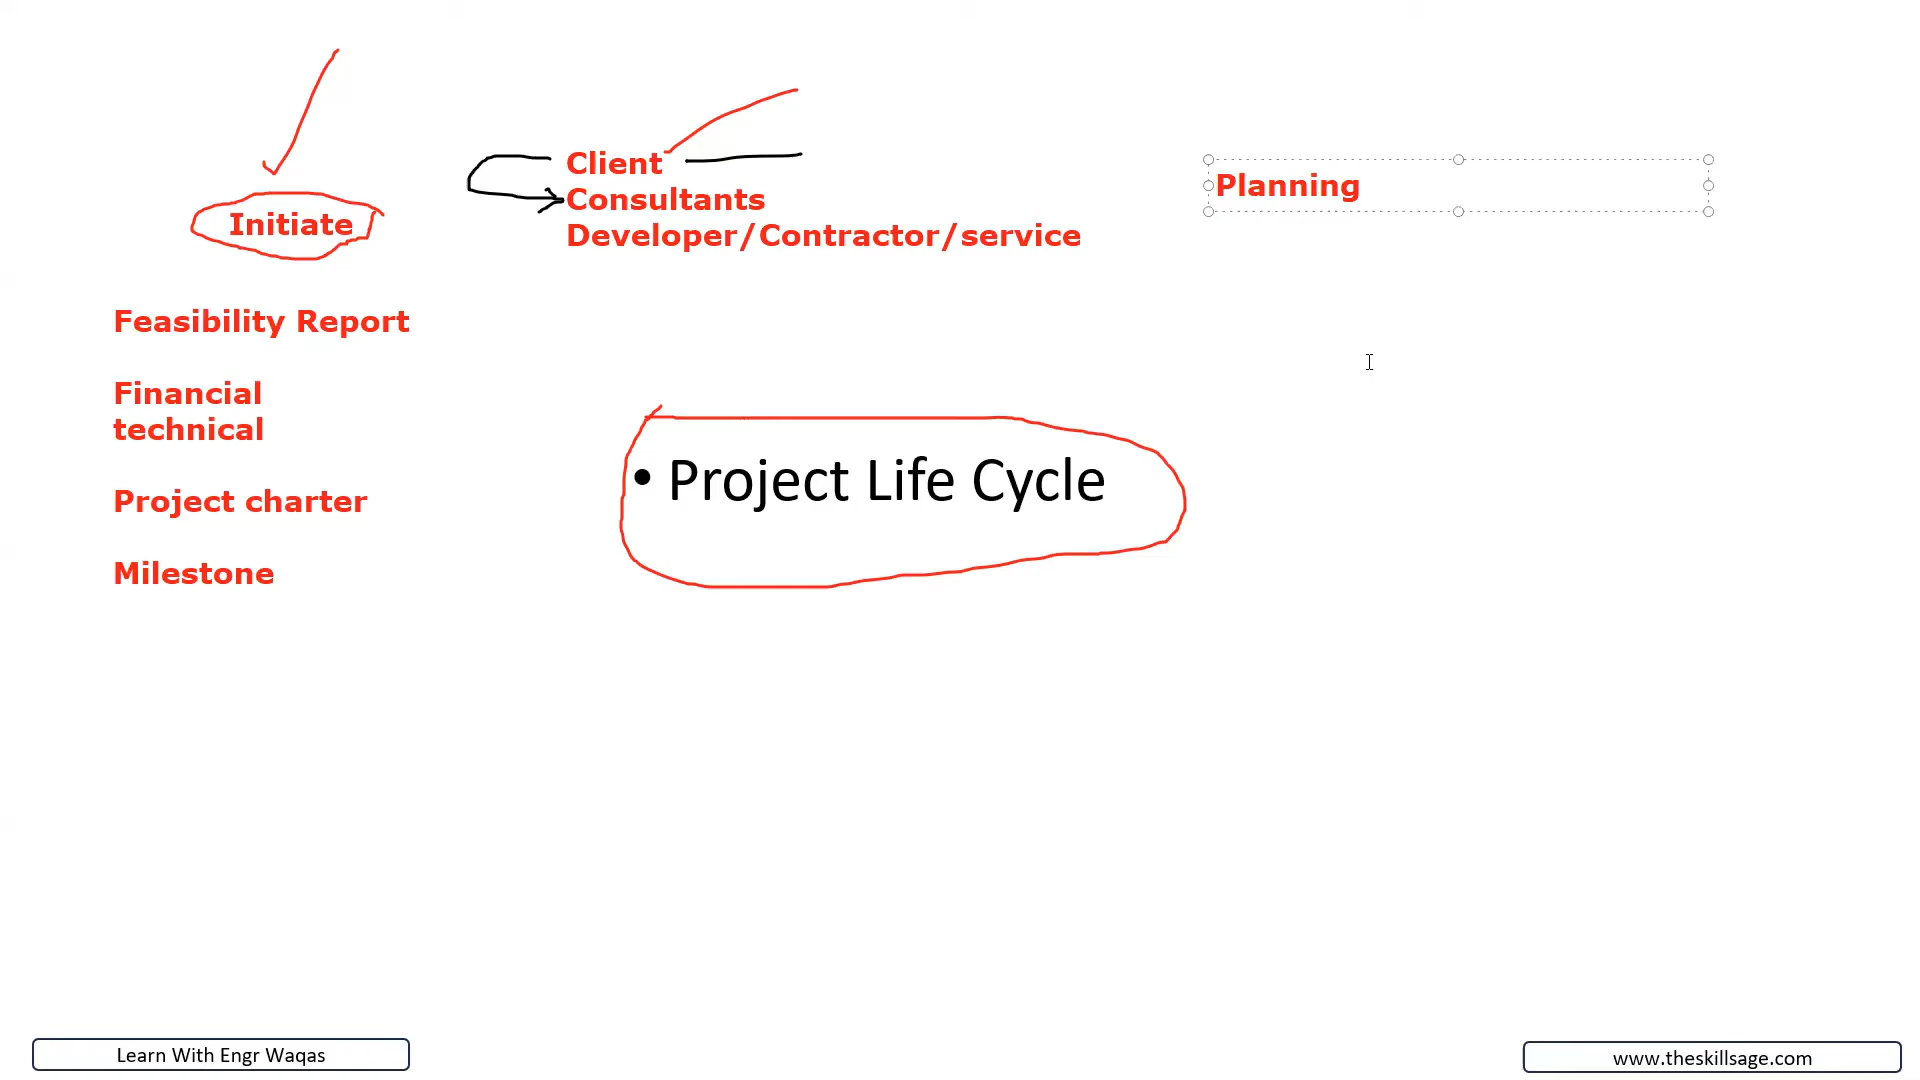 Client
Consultants
Developer/Contractor/service
Planning
Initiate
Feasibility Report
Financial
technical
Project charter
Milestone
• Project Life Cycle
Learn With Engr Waqas
www.theskillsage.com